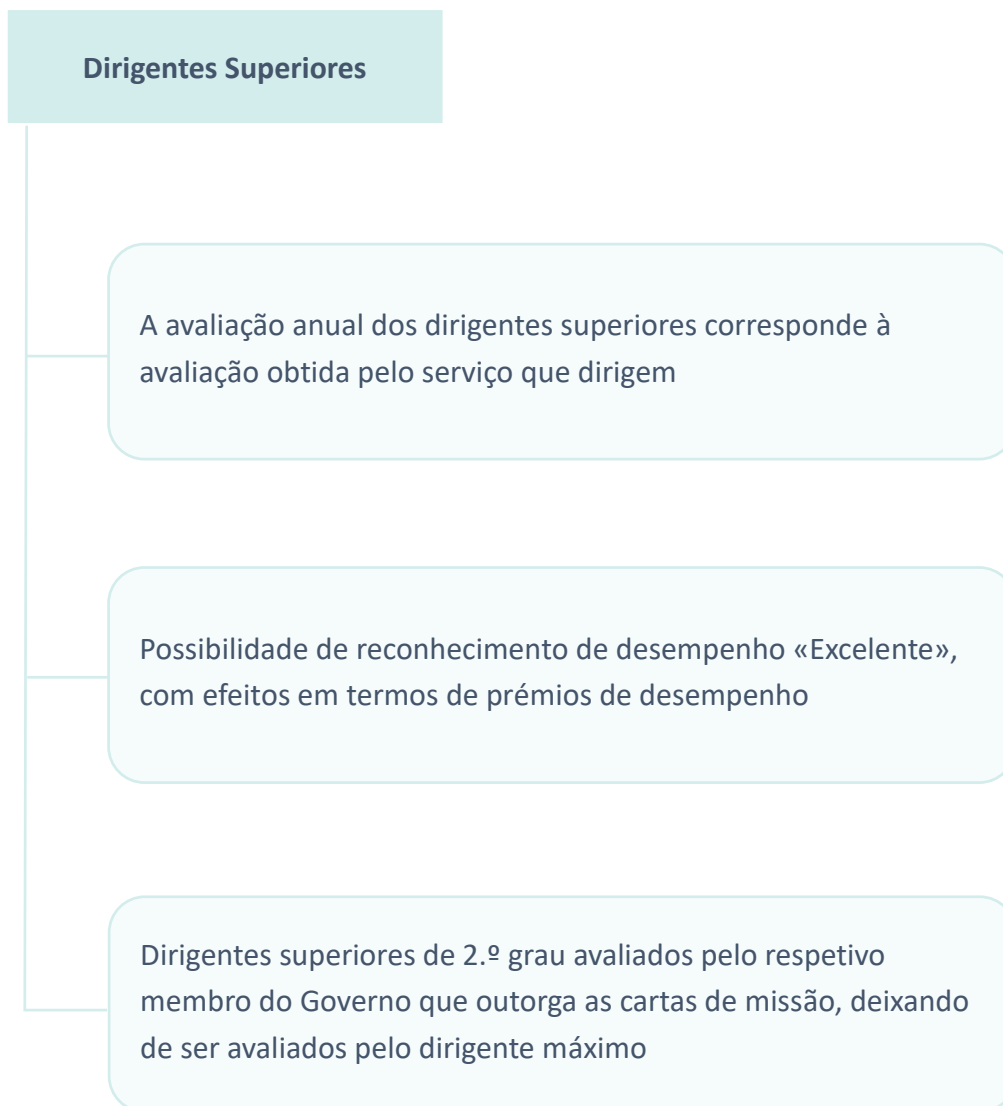 Dirigentes Superiores
A avaliação anual dos dirigentes superiores corresponde à
avaliação obtida pelo serviço que dirigem
Possibilidade de reconhecimento de desempenho «Excelente»,
com efeitos em termos de prémios de desempenho
Dirigentes superiores de 2.º grau avaliados pelo respetivo
membro do Governo que outorga as cartas de missão, deixando
de ser avaliados pelo dirigente máximo